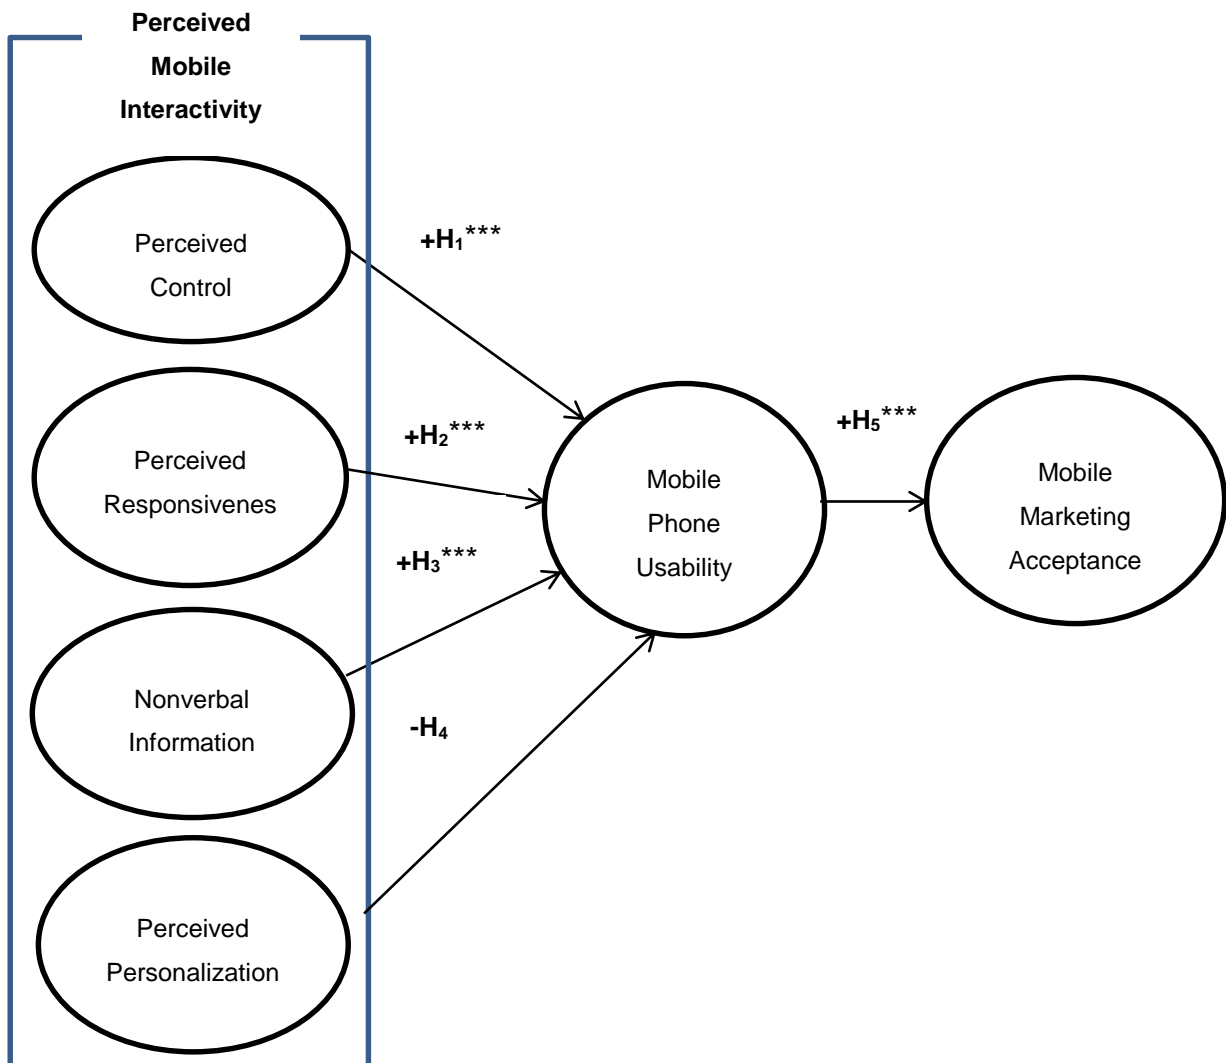 Perceived
Mobile
Interactivity
Perceived
Control
+H₁***
Perceived
Responsivenes
+H₂***
Nonverbal
Information
+H₃***
Perceived
Personalization
-H₄
Mobile
Phone
Usability
+H₅***
Mobile
Marketing
Acceptance